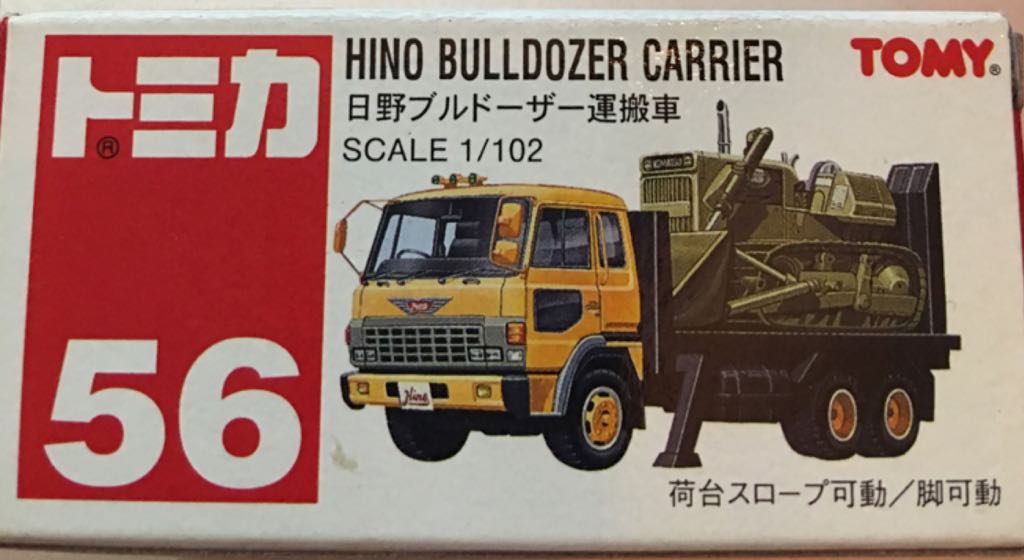 トミカ®
HINO BULLDOZER CARRIER
TOMY®
日野ブルドーザー運搬車
SCALE 1/102
KOMATSU
Hino
56
荷台スロープ可動／脚可動